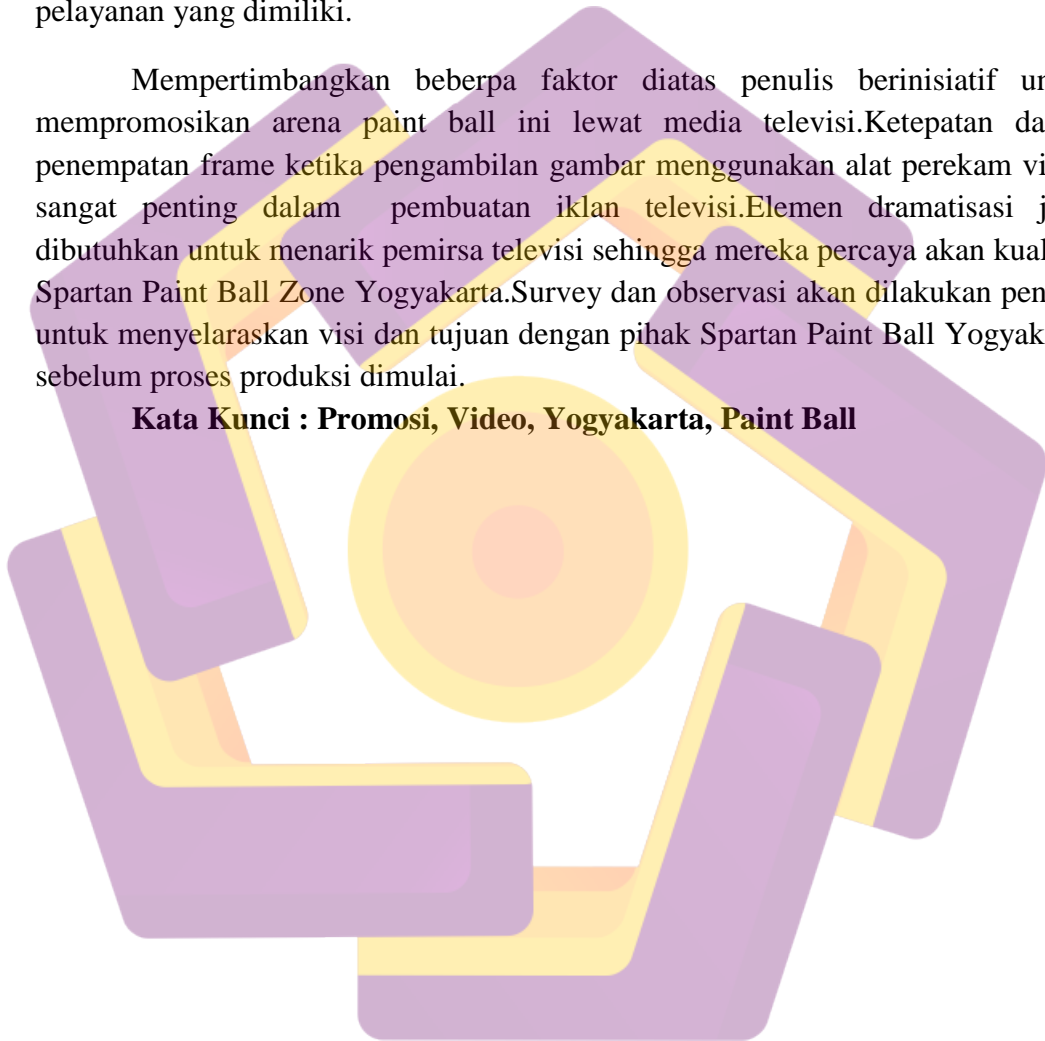 pelayanan yang dimiliki.
Mempertimbangkan beberpa faktor diatas penulis berinisiatif un
mempromosikan arena paint ball ini lewat media televisi.Ketepatan da
penempatan frame ketika pengambilan gambar menggunakan alat perekam vi
sangat penting dalam pembuatan iklan televisi.Elemen dramatisasi j
dibutuhkan untuk menarik pemirsa televisi sehingga mereka percaya akan kual
Spartan Paint Ball Zone Yogyakarta.Survey dan observasi akan dilakukan pen
untuk menyelaraskan visi dan tujuan dengan pihak Spartan Paint Ball Yogyak
sebelum proses produksi dimulai.
Kata Kunci : Promosi, Video, Yogyakarta, Paint Ball